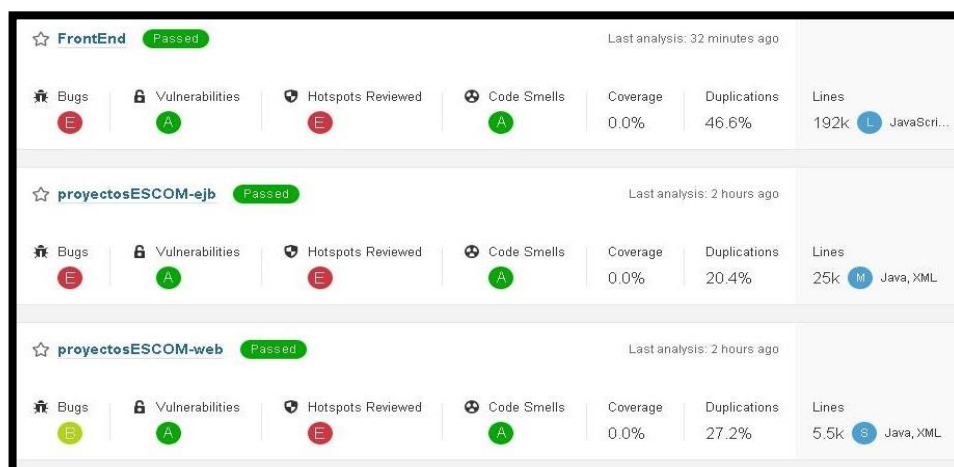 FrontEnd Passed Last analysis: 32 minutes ago
Bugs Vulnerabilities Hotspots Reviewed Code Smells Coverage Duplications Lines
E A E A 0.0% 46.6% 192k L JavaScri...
proyectosESCOM-ejb Passed Last analysis: 2 hours ago
Bugs Vulnerabilities Hotspots Reviewed Code Smells Coverage Duplications Lines
E A E A 0.0% 20.4% 25k M Java, XML
proyectosESCOM-web Passed Last analysis: 2 hours ago
Bugs Vulnerabilities Hotspots Reviewed Code Smells Coverage Duplications Lines
B A E A 0.0% 27.2% 5.5k S Java, XML